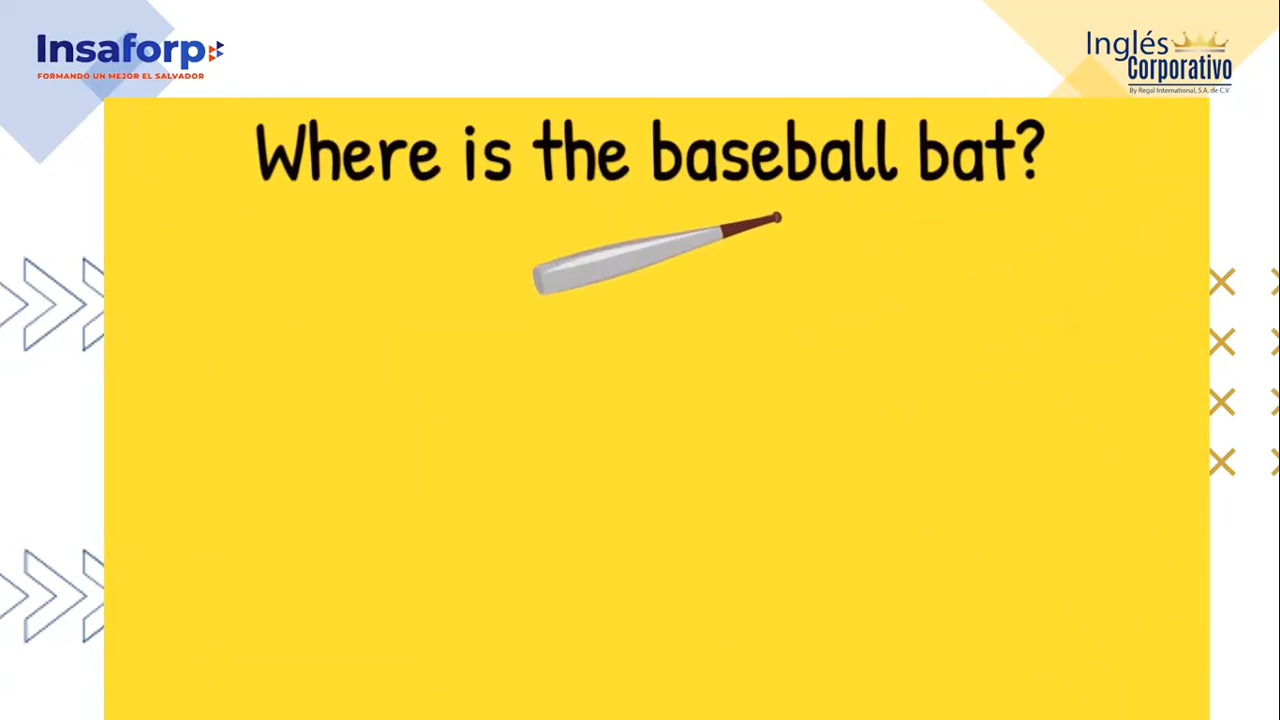 Insaforp
FORMANDO UN MEJOR EL SALVADOR
Inglés
Corporativo
By Regal International, S.A. de C.V
Where is the baseball bat?